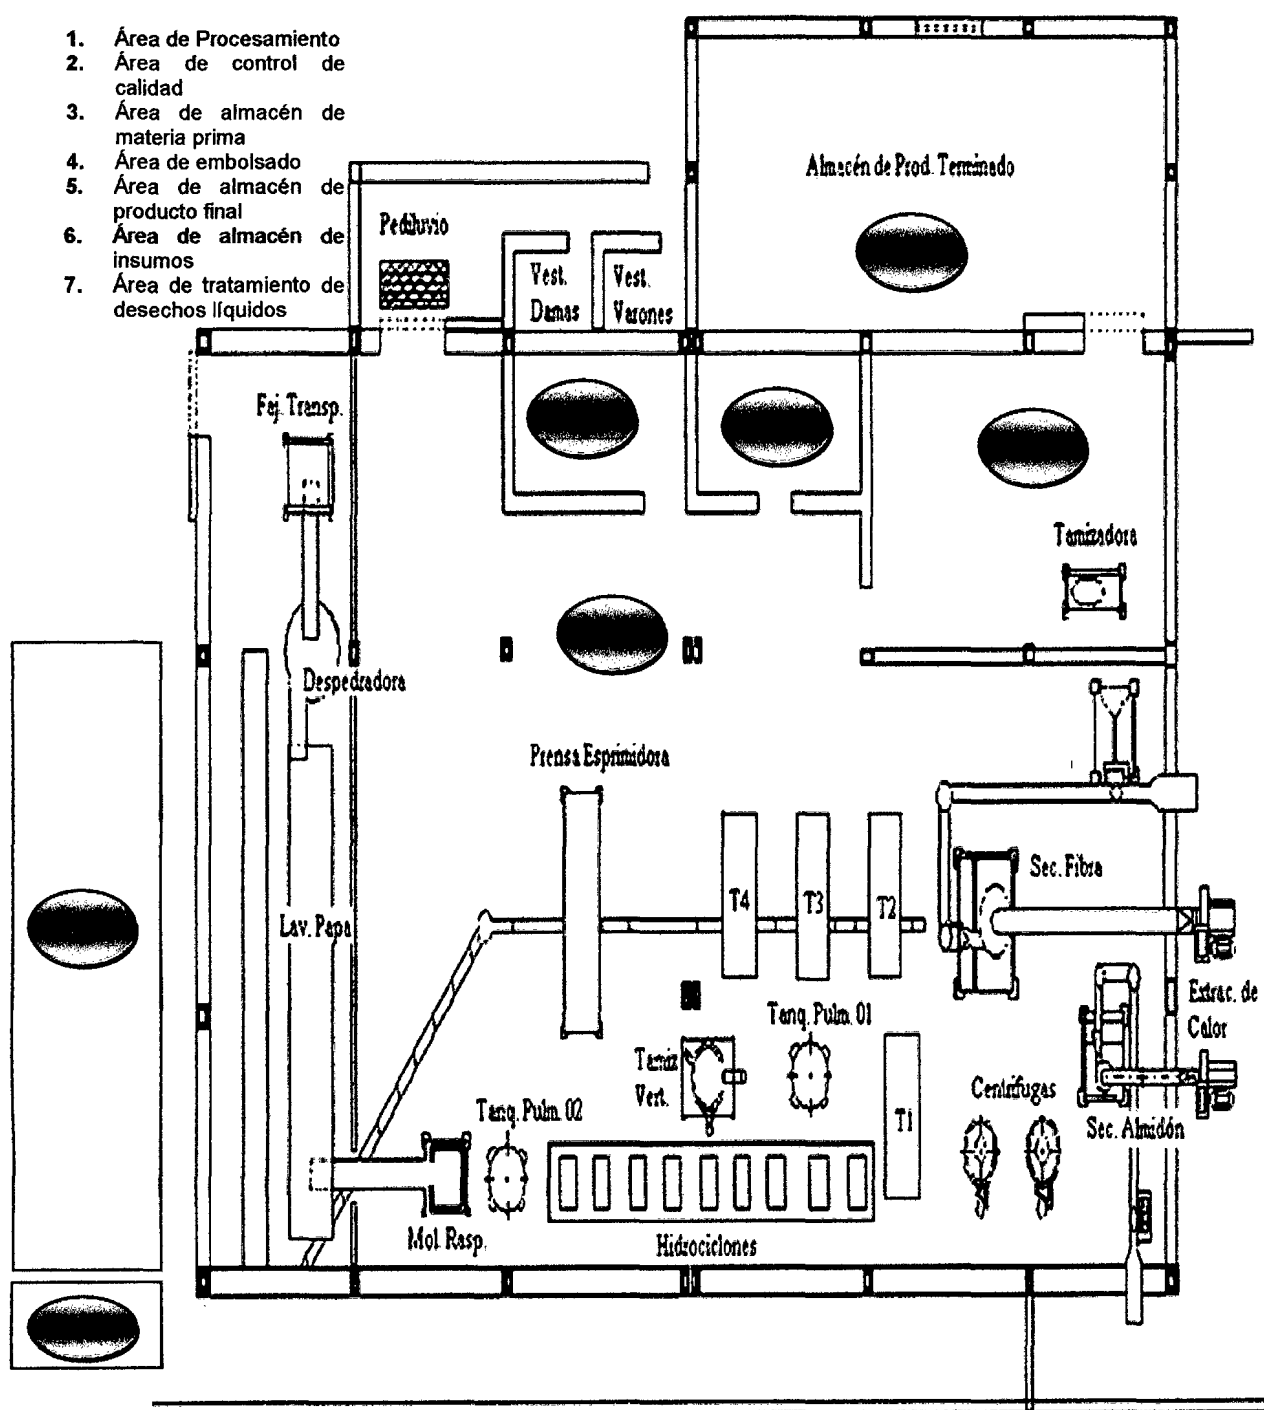 1. Área de Procesamiento
2. Área de control de
calidad
3. Área de almacén de
materia prima
4. Área de embolsado
5. Área de almacén de
producto final
6. Área de almacén de
insumos
7. Área de tratamiento de
desechos líquidos
Almacén de Prod. Terminado
Pediluvio
Vest.
Damas
Vest.
Varones
Faj. Transp.
Tamizadora
Despedradora
Prensa Esprimidora
Sec. Fibra
T4
T3
T2
Lav. Papa
Extrac. de
Calor
Tanq. Pulm. 01
Tamiz
Vert.
Centrífugas
Tanq. Pulm. 02
T1
Sec. Almidón
Mol. Rasp.
Hidrociclones